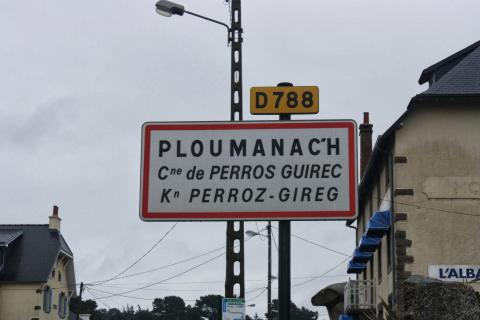 D788
PLOUMANAC'H
Cne de PERROS GUIREC
Kn PERROZ-GIREG
L'ALBA